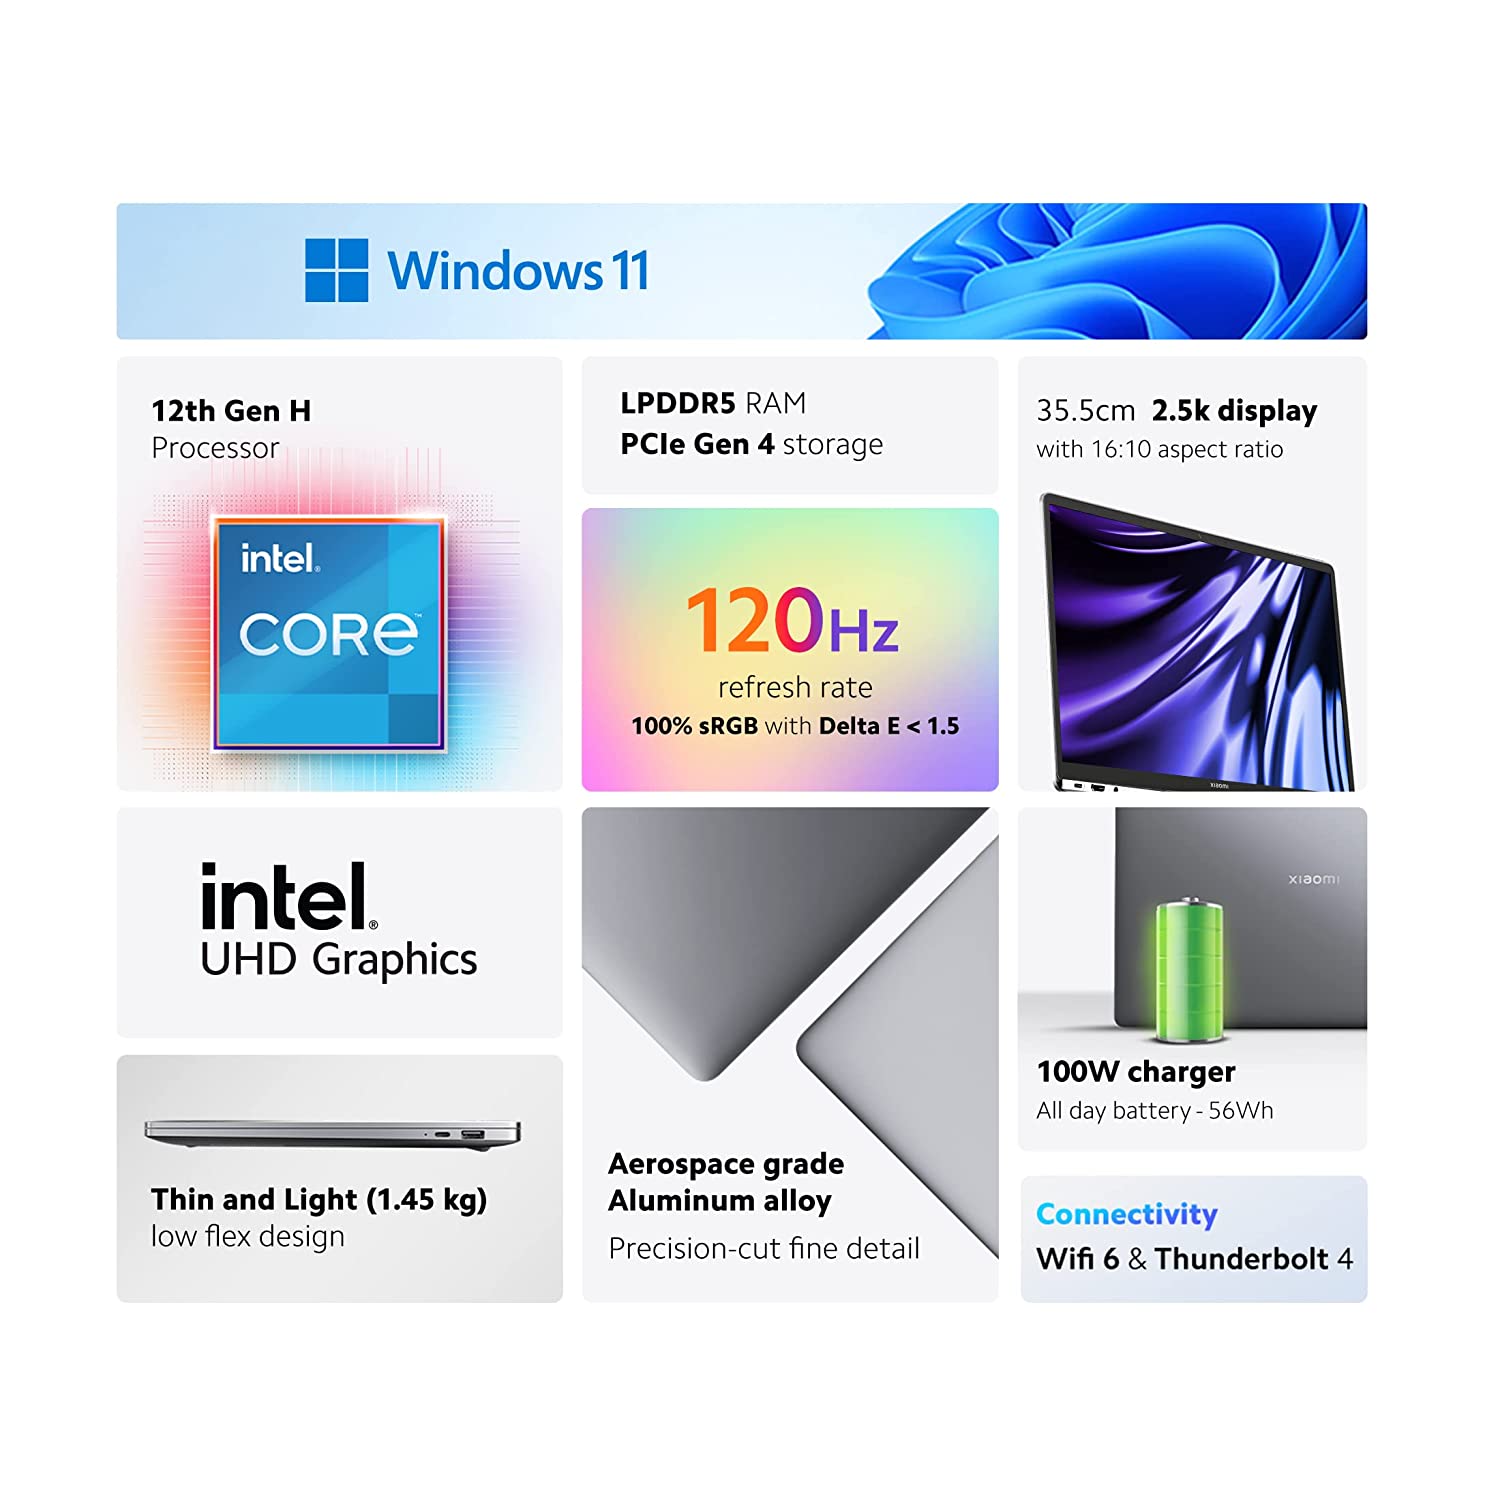 Windows 11
12th Gen H
Processor
intel®
CORe™
LPDDR5 RAM
PCIe Gen 4 storage
120Hz
refresh rate
100% sRGB with Delta E < 1.5
35.5cm 2.5k display
with 16:10 aspect ratio
xiaomi
intel®
UHD Graphics
Thin and Light (1.45 kg)
low flex design
Aerospace grade
Aluminum alloy
Precision-cut fine detail
xiaomi
100W charger
All day battery - 56Wh
Connectivity
Wifi 6 & Thunderbolt 4